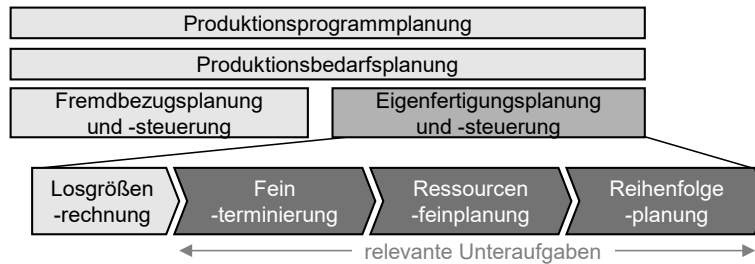 Produktionsprogrammplanung
Produktionsbedarfsplanung
Fremdbezugsplanung
und -steuerung
Eigenfertigungsplanung
und -steuerung
Losgrößen
-rechnung
Fein
-terminierung
Ressourcen
-feinplanung
Reihenfolge
-planung
relevante Unteraufgaben